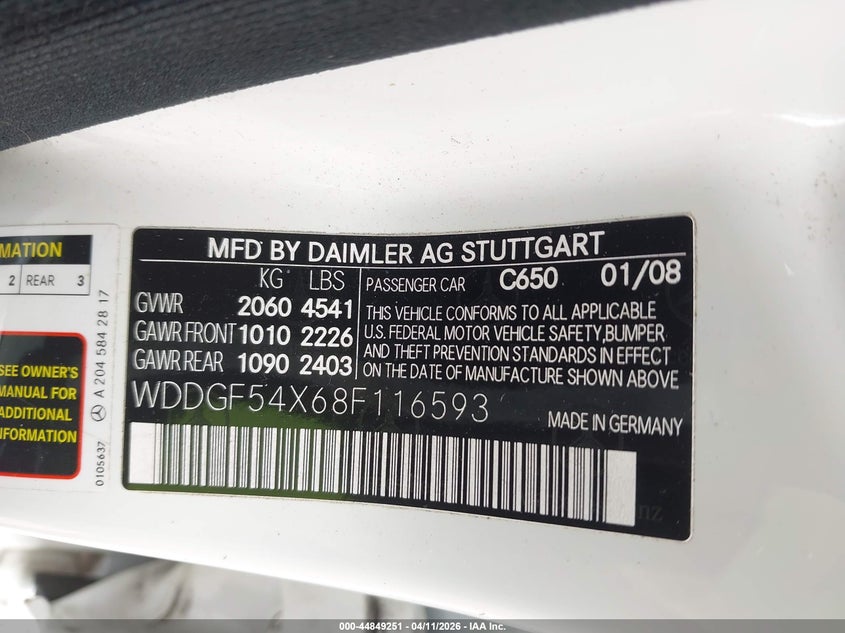 MFD BY DAIMLER AG STUTTGART
KG LBS
GVWR 2060 4541
GAWR FRONT 1010 2226
GAWR REAR 1090 2403
PASSENGER CAR C650 01/08
THIS VEHICLE CONFORMS TO ALL APPLICABLE
U.S. FEDERAL MOTOR VEHICLE SAFETY,BUMPER,
AND THEFT PREVENTION STANDARDS IN EFFECT
ON THE DATE OF MANUFACTURE SHOWN ABOVE
WDDGF54X68F116593
MADE IN GERMANY
MATION
2 REAR 3
SEE OWNER'S
MANUAL FOR
ADDITIONAL
INFORMATION
A 204 584 28 17
0105637
000-44849251 - 04/11/2026 - IAA Inc.